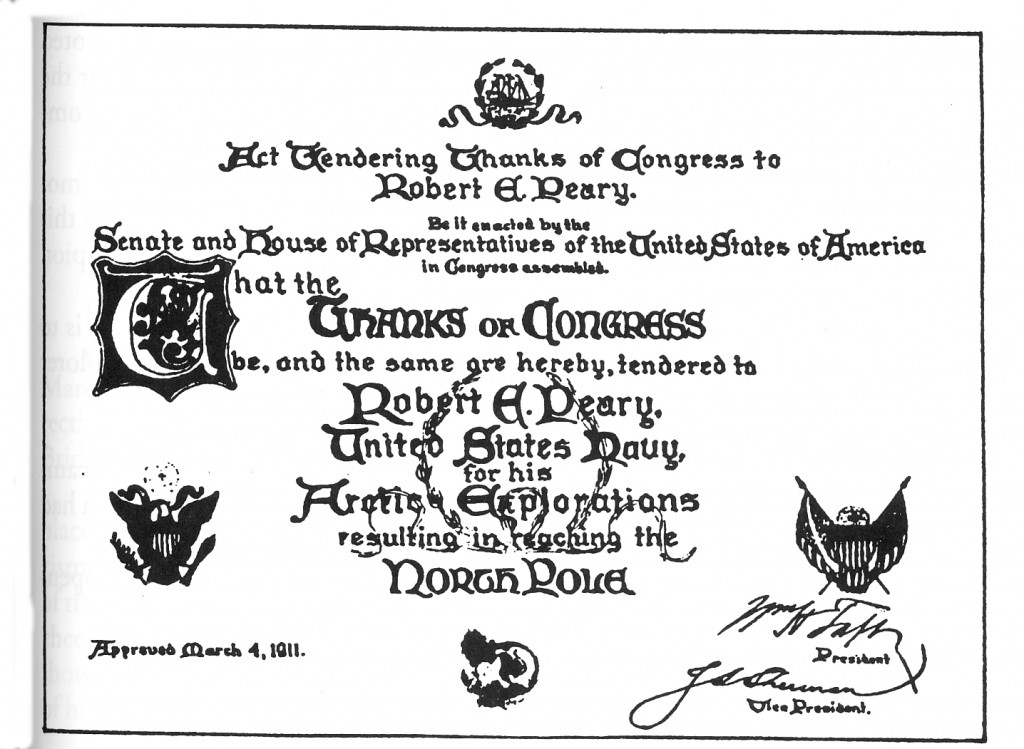 Act Tendering Thanks of Congress to
Robert E. Peary.
Be it enacted by the
Senate and House of Representatives of the United States of America
in Congress assembled.
That the
THANKS OF CONGRESS
be, and the same are hereby, tendered to
Robert E. Peary,
United States Navy,
for his
Arctic Explorations
resulting in reaching the
NORTH POLE
Approved March 4, 1911.
Wm H Taft
President
J S Sherman
Vice President.